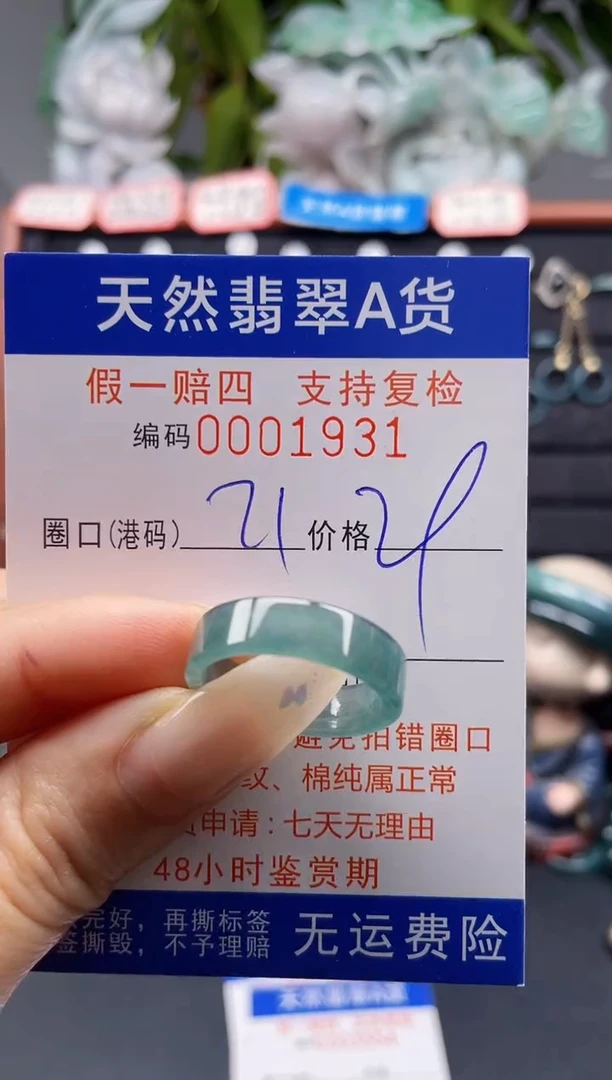 天然翡翠A货
假一赔四 支持复检
编码0001931
圈口(港码) 21 价格 24
避免拍错圈口
纹、棉纯属正常
申请：七天无理由
48小时鉴赏期
完好，再撕标签
签撕毁，不予理赔
无运费险